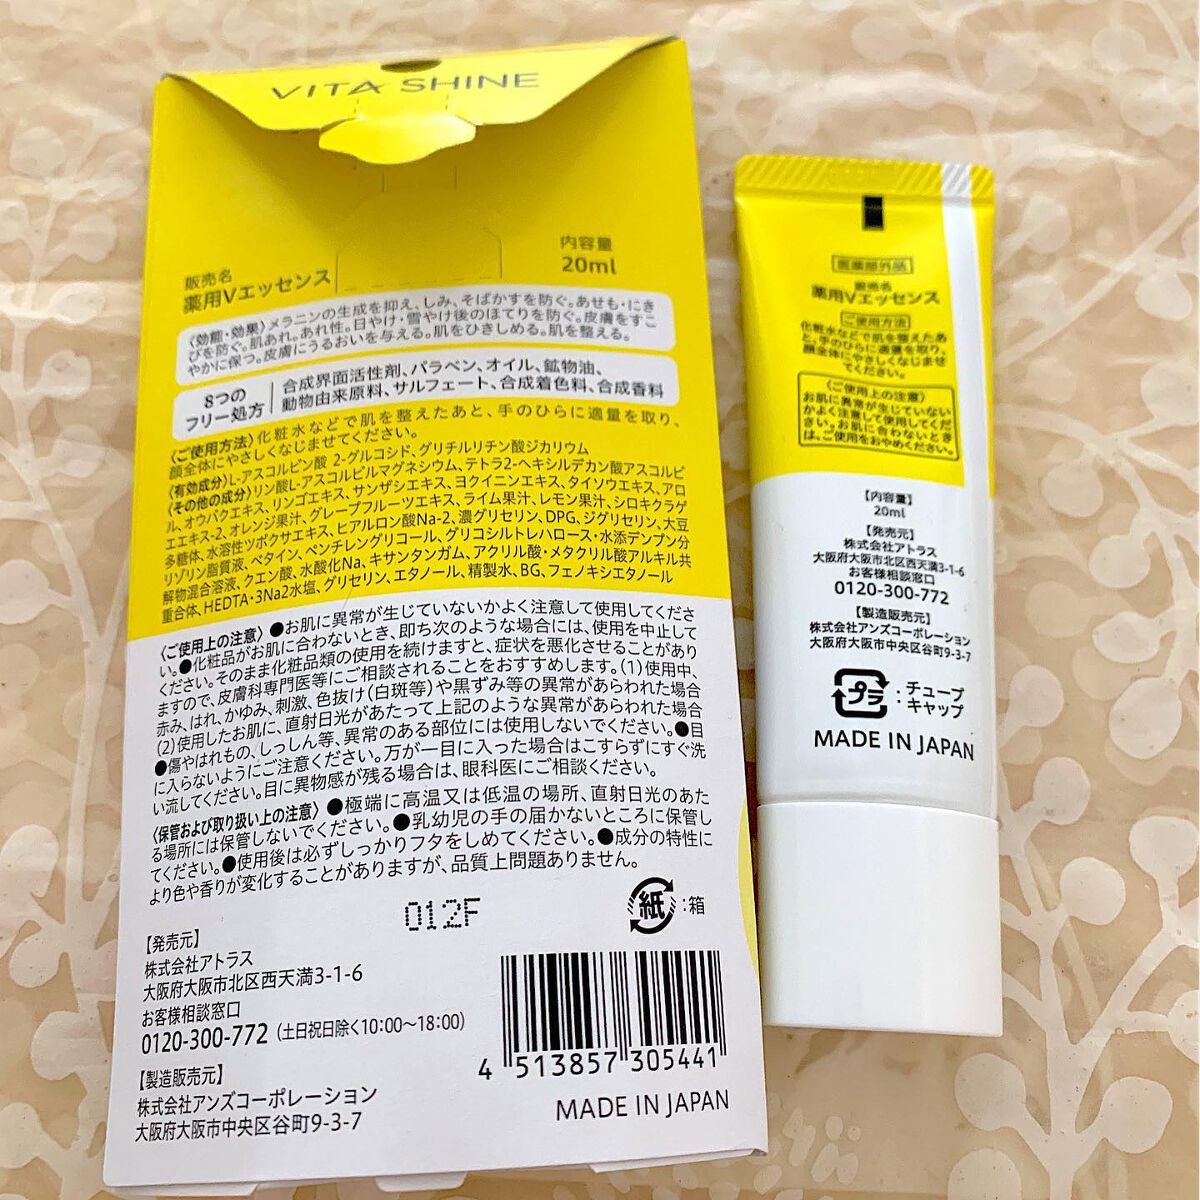 VITA SHINE
販売名
薬用Vエッセンス
内容量
20ml
〈効能・効果〉メラニンの生成を抑え、しみ、そばかすを防ぐ。あせも・にき
びを防ぐ。肌あれ。あれ性。日やけ・雪やけ後のほてりを防ぐ。皮膚をすこ
やかに保つ。皮膚にうるおいを与える。肌をひきしめる。肌を整える。
8つの
フリー処方
合成界面活性剤、パラベン、オイル、鉱物油、
動物由来原料、サルフェート、合成着色料、合成香料
〈ご使用方法〉化粧水などで肌を整えたあと、手のひらに適量を取り、
顔全体にやさしくなじませてください。
〈有効成分〉L-アスコルビン酸 2-グルコシド、グリチルリチン酸ジカリウム
〈その他の成分〉リン酸L-アスコルビルマグネシウム、テトラ2-ヘキシルデカン酸アスコルビ
ル、オウバクエキス、リンゴエキス、サンザシエキス、ヨクイニンエキス、タイソウエキス、アロ
エエキス-2、オレンジ果汁、グレープフルーツエキス、ライム果汁、レモン果汁、シロキクラゲ
多糖体、水溶性ツボクサエキス、ヒアルロン酸Na-2、濃グリセリン、DPG、ジグリセリン、大豆
リゾリン脂質液、ベタイン、ペンチレングリコール、グリコシルトレハロース・水添デンプン分
解物混合溶液、クエン酸、水酸化Na、キサンタンガム、アクリル酸・メタクリル酸アルキル共
重合体、HEDTA・3Na2水塩、グリセリン、エタノール、精製水、BG、フェノキシエタノール
〈ご使用上の注意〉●お肌に異常が生じていないかよく注意して使用してくださ
い。●化粧品がお肌に合わないとき、即ち次のような場合には、使用を中止して
ください。そのまま化粧品類の使用を続けますと、症状を悪化させることがあり
ますので、皮膚科専門医等にご相談されることをおすすめします。(1)使用中、
赤み、はれ、かゆみ、刺激、色抜け(白斑等)や黒ずみ等の異常があらわれた場合
(2)使用したお肌に、直射日光があたって上記のような異常があらわれた場合
●傷やはれもの、しっしん等、異常のある部位には使用しないでください。●目
に入らないようにご注意ください。万が一目に入った場合はこすらずにすぐ洗
い流してください。目に異物感が残る場合は、眼科医にご相談ください。
〈保管および取り扱い上の注意〉●極端に高温又は低温の場所、直射日光のあた
る場所には保管しないでください。●乳幼児の手の届かないところに保管し
てください。●使用後は必ずしっかりフタをしめてください。●成分の特性に
より色や香りが変化することがありますが、品質上問題ありません。
012F
紙:箱
【発売元】
株式会社アトラス
大阪府大阪市北区西天満3-1-6
お客様相談窓口
0120-300-772 (土日祝日除く10:00〜18:00)
【製造販売元】
株式会社アンズコーポレーション
大阪府大阪市中央区谷町9-3-7
4 513857 305441
MADE IN JAPAN
医薬部外品
販売名
薬用Vエッセンス
ご使用方法
化粧水などで肌を整えたあ
と、手のひらに適量を取り、
顔全体にやさしくなじませ
てください。
〈ご使用上の注意〉
お肌に異常が生じていない
かよく注意して使用してくだ
さい。お肌に合わないとき
は、ご使用をおやめください。
【内容量】
20ml
【発売元】
株式会社アトラス
大阪府大阪市北区西天満3-1-6
お客様相談窓口
0120-300-772
【製造販売元】
株式会社アンズコーポレーション
大阪府大阪市中央区谷町9-3-7
プラ:チューブ
キャップ
MADE IN JAPAN